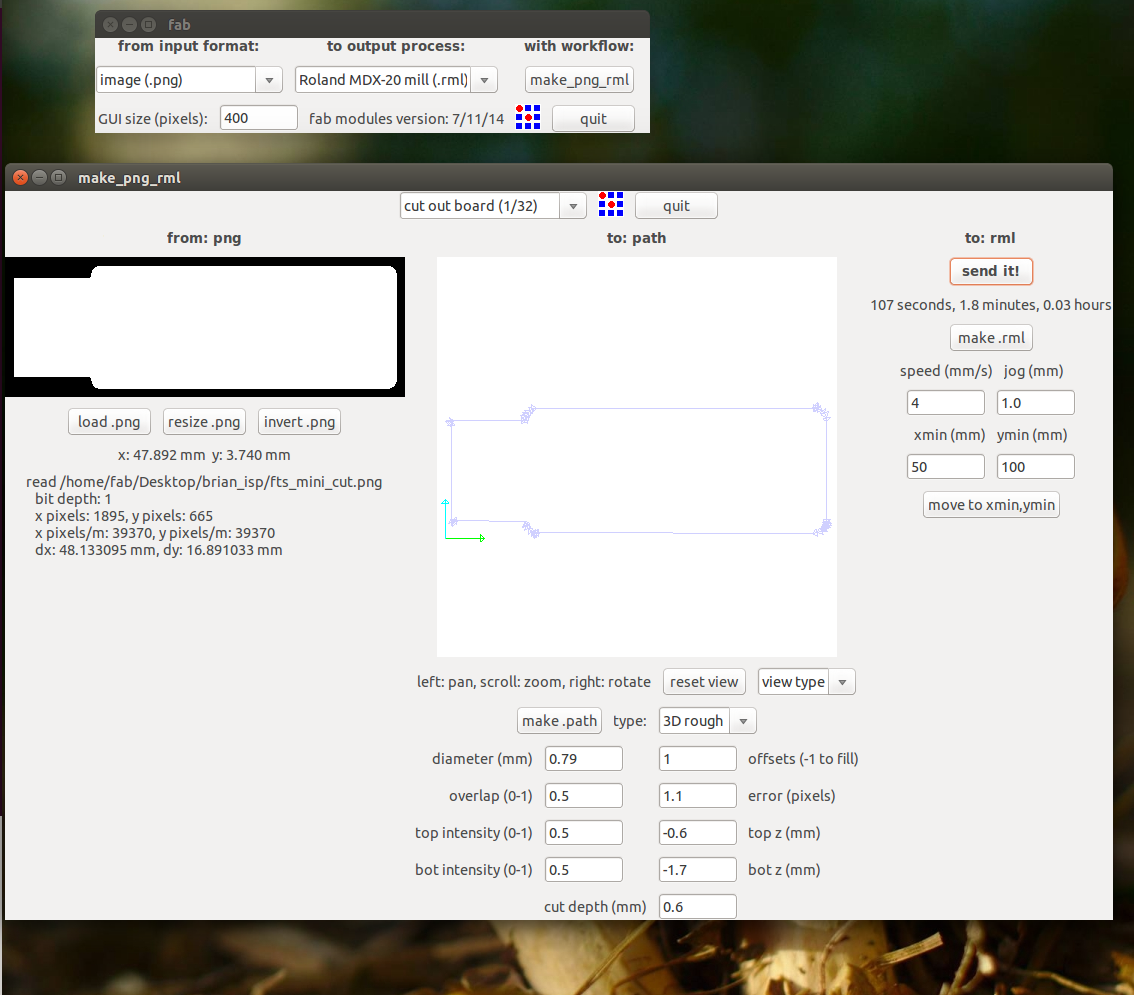 fab
from input format: to output process: with workflow:
image (.png) Roland MDX-20 mill (.rml) make_png_rml
GUI size (pixels): 400 fab modules version: 7/11/14 quit
make_png_rml
cut out board (1/32) quit
from: png to: path to: rml
send it!
107 seconds, 1.8 minutes, 0.03 hours
make .rml
speed (mm/s) jog (mm)
4 1.0
xmin (mm) ymin (mm)
50 100
move to xmin,ymin
load .png resize .png invert .png
x: 47.892 mm y: 3.740 mm
read /home/fab/Desktop/brian_isp/fts_mini_cut.png
bit depth: 1
x pixels: 1895, y pixels: 665
x pixels/m: 39370, y pixels/m: 39370
dx: 48.133095 mm, dy: 16.891033 mm
left: pan, scroll: zoom, right: rotate reset view view type
make .path type: 3D rough
diameter (mm) 0.79 1 offsets (-1 to fill)
overlap (0-1) 0.5 1.1 error (pixels)
top intensity (0-1) 0.5 -0.6 top z (mm)
bot intensity (0-1) 0.5 -1.7 bot z (mm)
cut depth (mm) 0.6